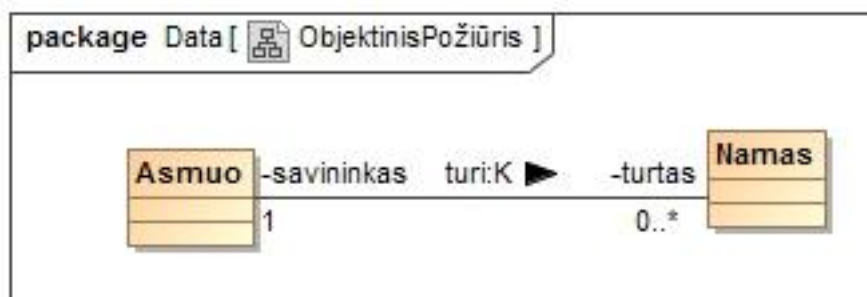 package Data [ ObjektinisPožiūris ]
Asmuo -savininkas turi:K -turtas Namas
1 0..*